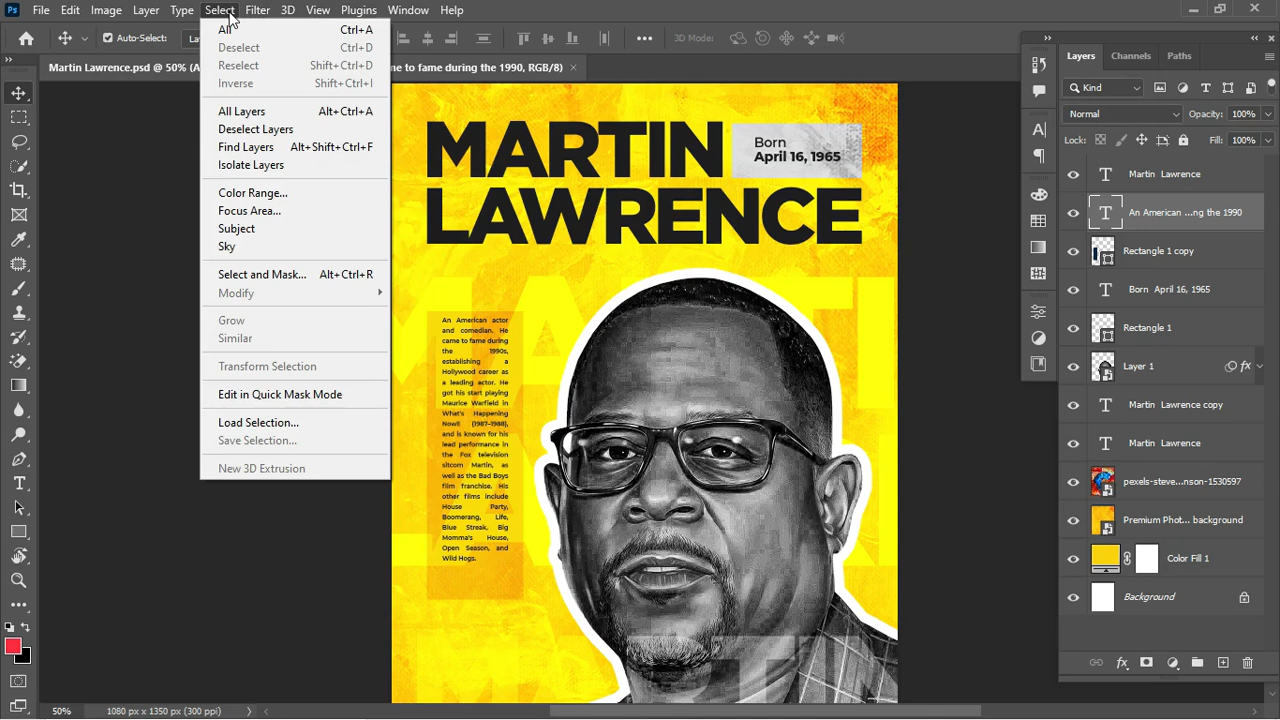 Ps File Edit Image Layer Type Select Filter 3D View Plugins Window Help
Auto-Select: 3D Mode:
Martin Lawrence.psd @ 50% (A me to fame during the 1990, RGB/8) ×
All Ctrl+A
Deselect Ctrl+D
Reselect Shift+Ctrl+D
Inverse Shift+Ctrl+I
All Layers Alt+Ctrl+A
Deselect Layers
Find Layers Alt+Shift+Ctrl+F
Isolate Layers
Color Range...
Focus Area...
Subject
Sky
Select and Mask... Alt+Ctrl+R
Modify
Grow
Similar
Transform Selection
Edit in Quick Mask Mode
Load Selection...
Save Selection...
New 3D Extrusion
MARTIN
LAWRENCE
Born
April 16, 1965
An American actor
and comedian. He
came to fame during
the 1990s,
establishing a
Hollywood career as
a leading actor. He
got his start playing
Maurice Warfield in
What's Happening
Now!! (1987–1988),
and is known for his
lead performance in
the Fox television
sitcom Martin, as
well as the Bad Boys
film franchise. His
other films include
House Party,
Boomerang, Life,
Blue Streak, Big
Momma's House,
Open Season, and
Wild Hogs.
Layers Channels Paths
Kind
Normal Opacity: 100%
Lock: Fill: 100%
Martin Lawrence
An American ...ng the 1990
Rectangle 1 copy
Born April 16, 1965
Rectangle 1
Layer 1 fx
Martin Lawrence copy
Martin Lawrence
pexels-steve...nson-1530597
Premium Phot... background
Color Fill 1
Background
50% 1080 px x 1350 px (300 ppi)